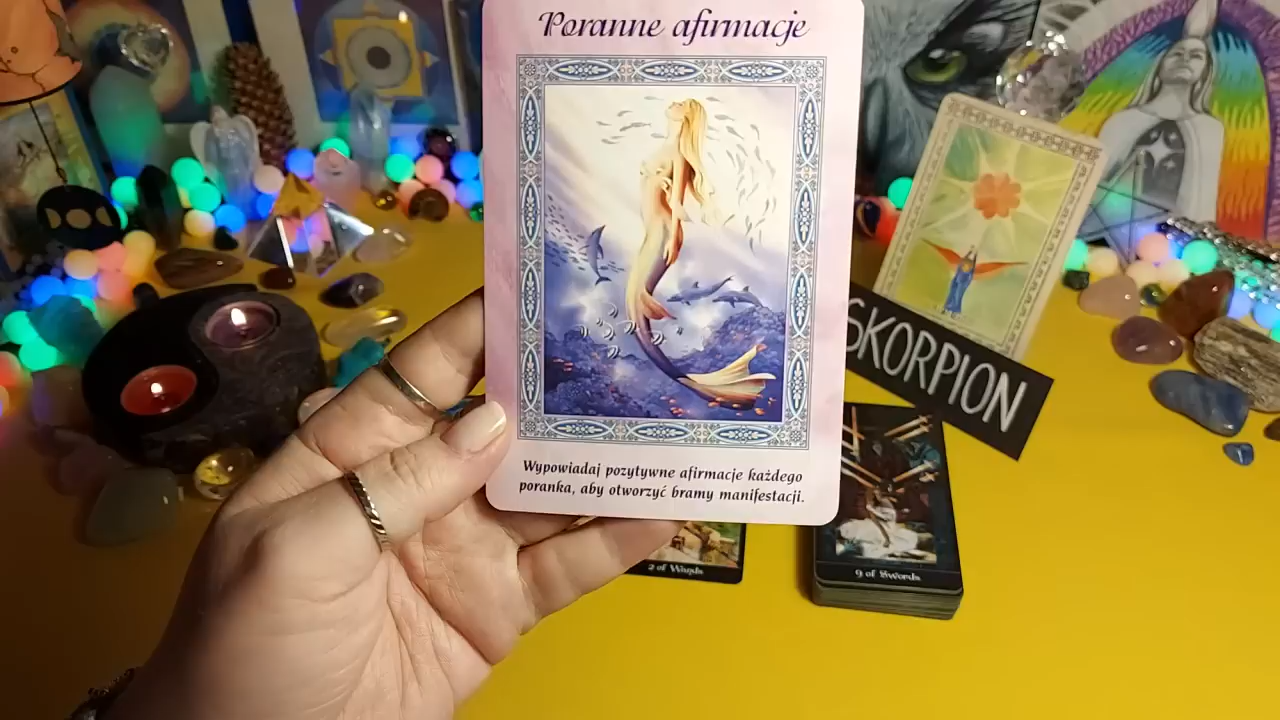 Poranne afirmacje
Wypowiadaj pozytywne afirmacje każdego
poranka, aby otworzyć bramy manifestacji.
SKORPION
2 of Wands
9 of Swords